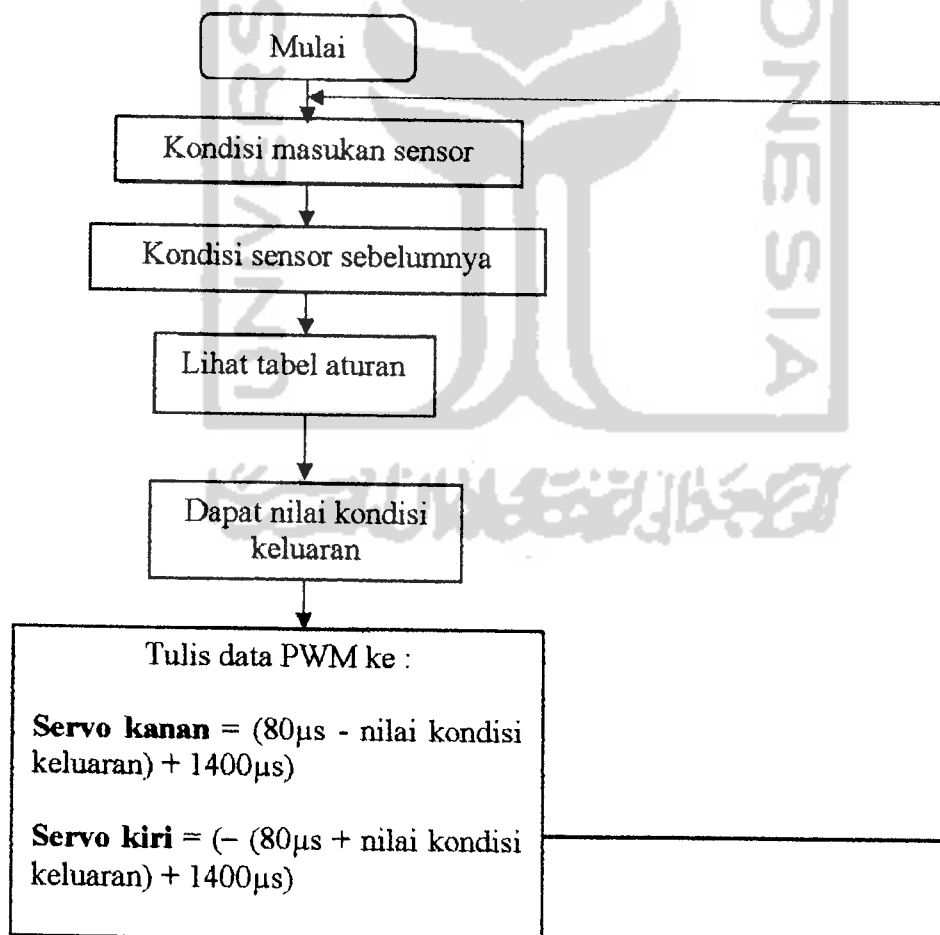 Mulai
Kondisi masukan sensor
Kondisi sensor sebelumnya
Lihat tabel aturan
Dapat nilai kondisi
keluaran
Tulis data PWM ke :
Servo kanan = (80µs - nilai kondisi
keluaran) + 1400µs)
Servo kiri = (– (80µs + nilai kondisi
keluaran) + 1400µs)